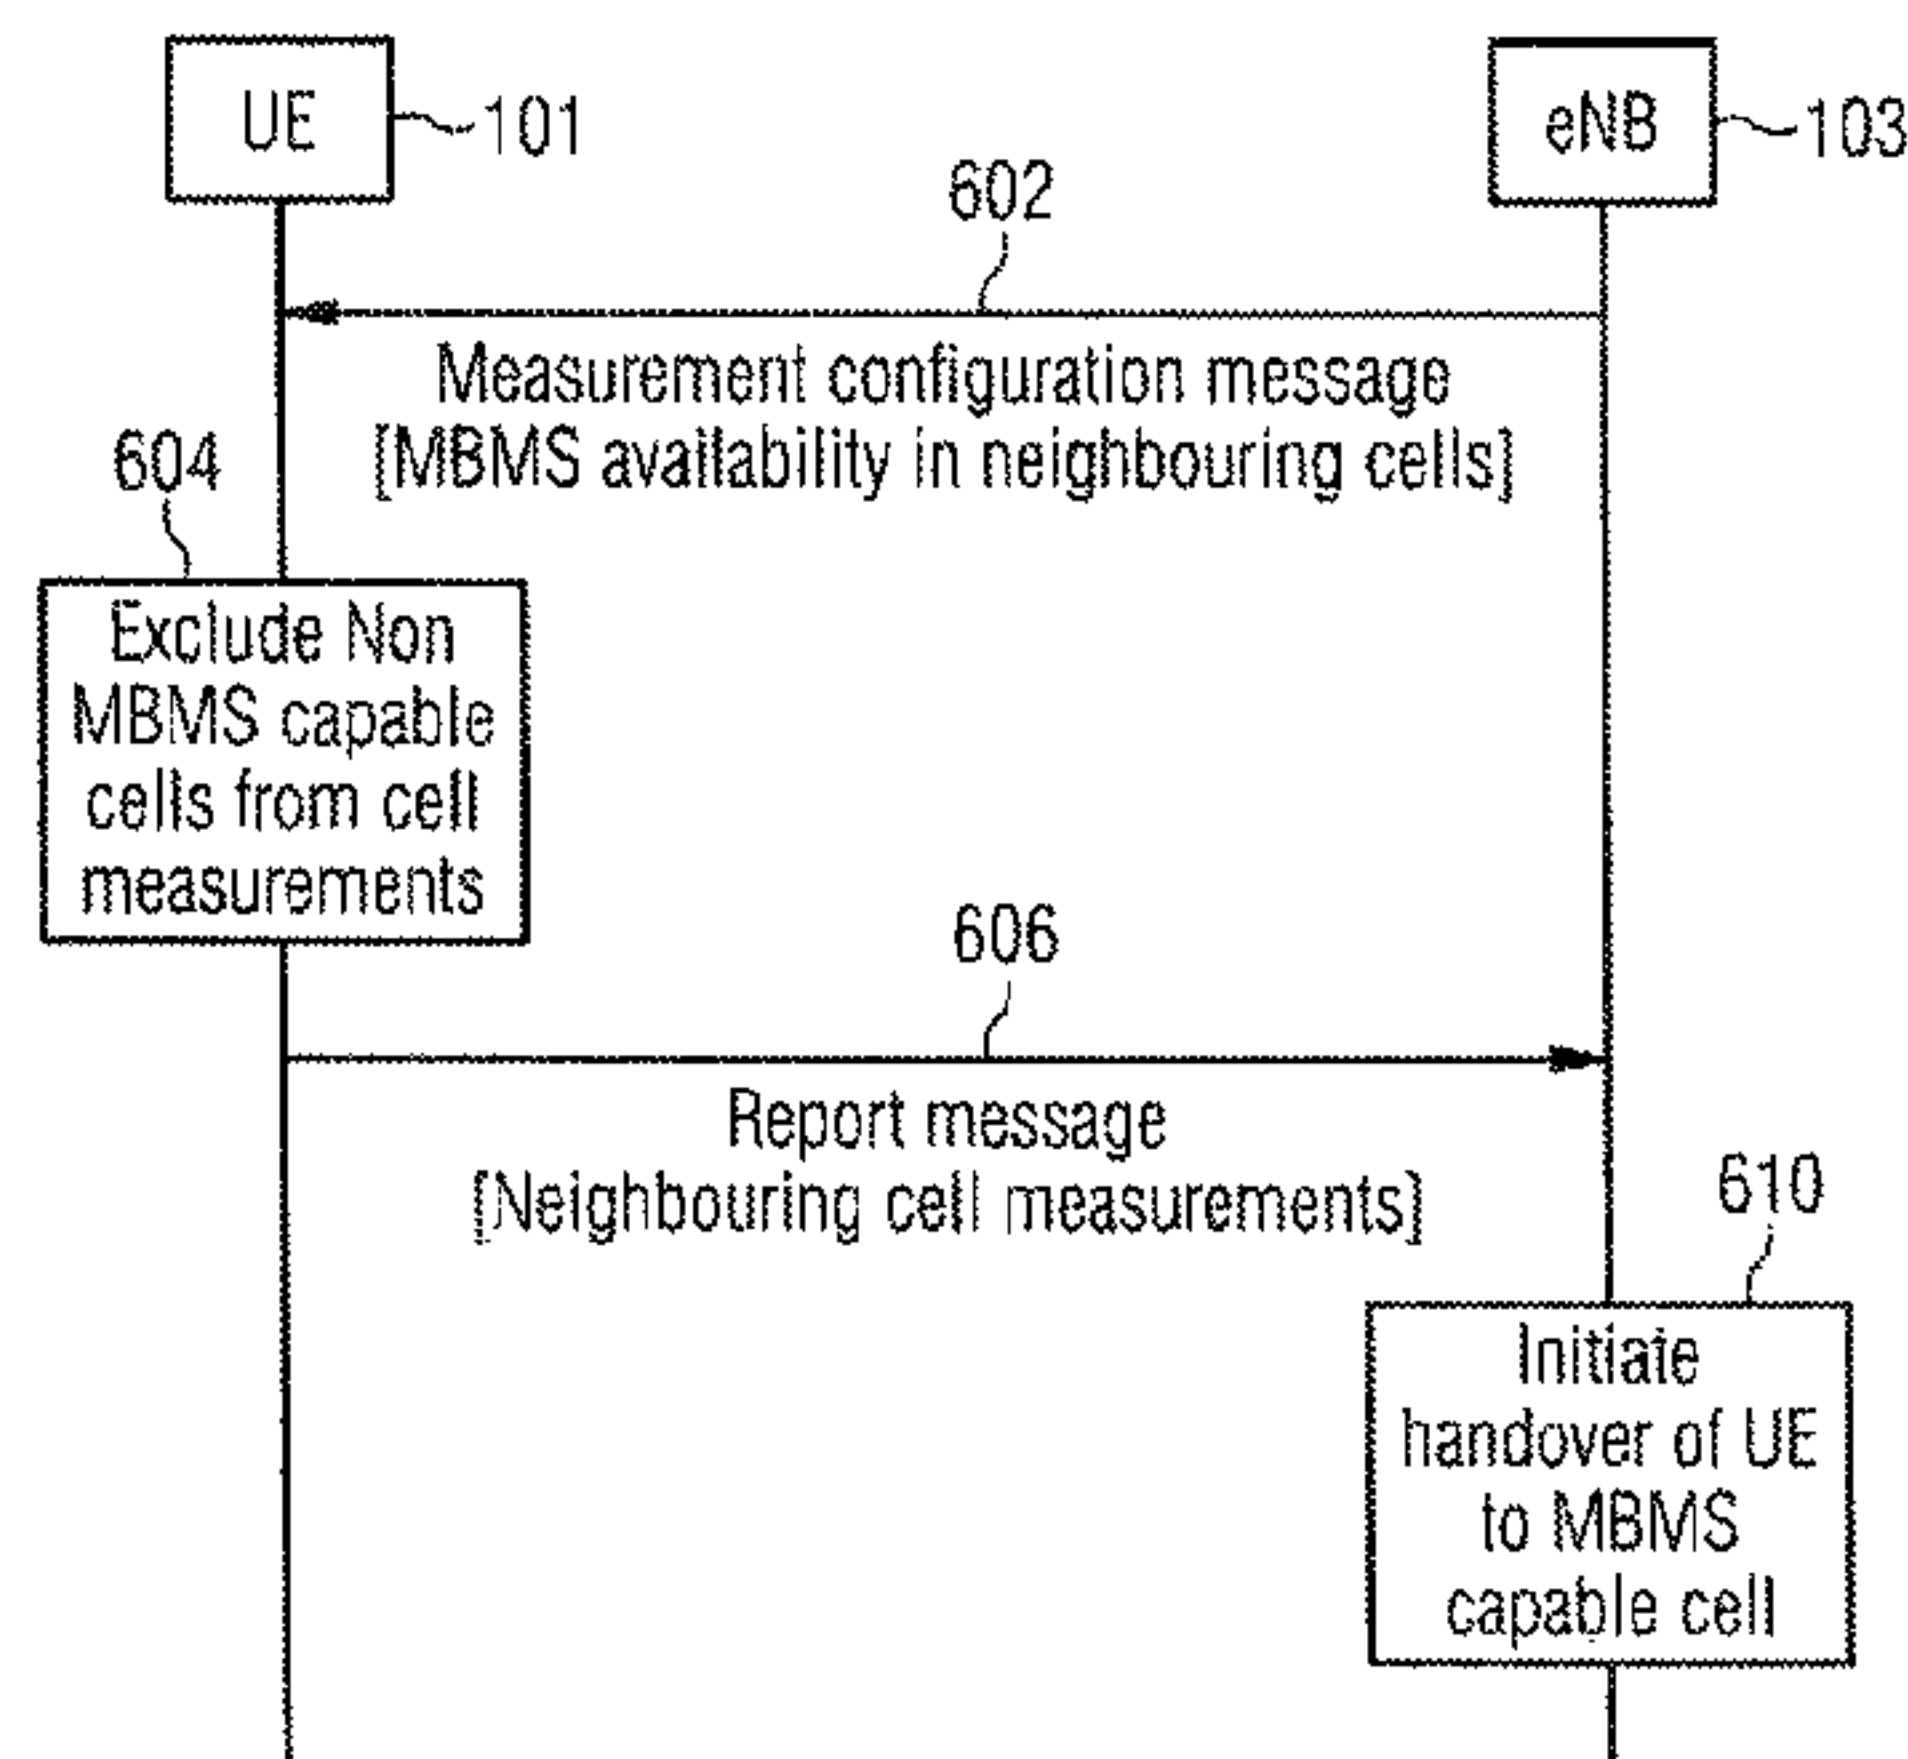 UE
101
eNB
103
602
Measurement configuration message
[MBMS availability in neighbouring cells]
604
Exclude Non
MBMS capable
cells from cell
measurements
606
Report message
[Neighbouring cell measurements]
610
Initiate
handover of UE
to MBMS
capable cell